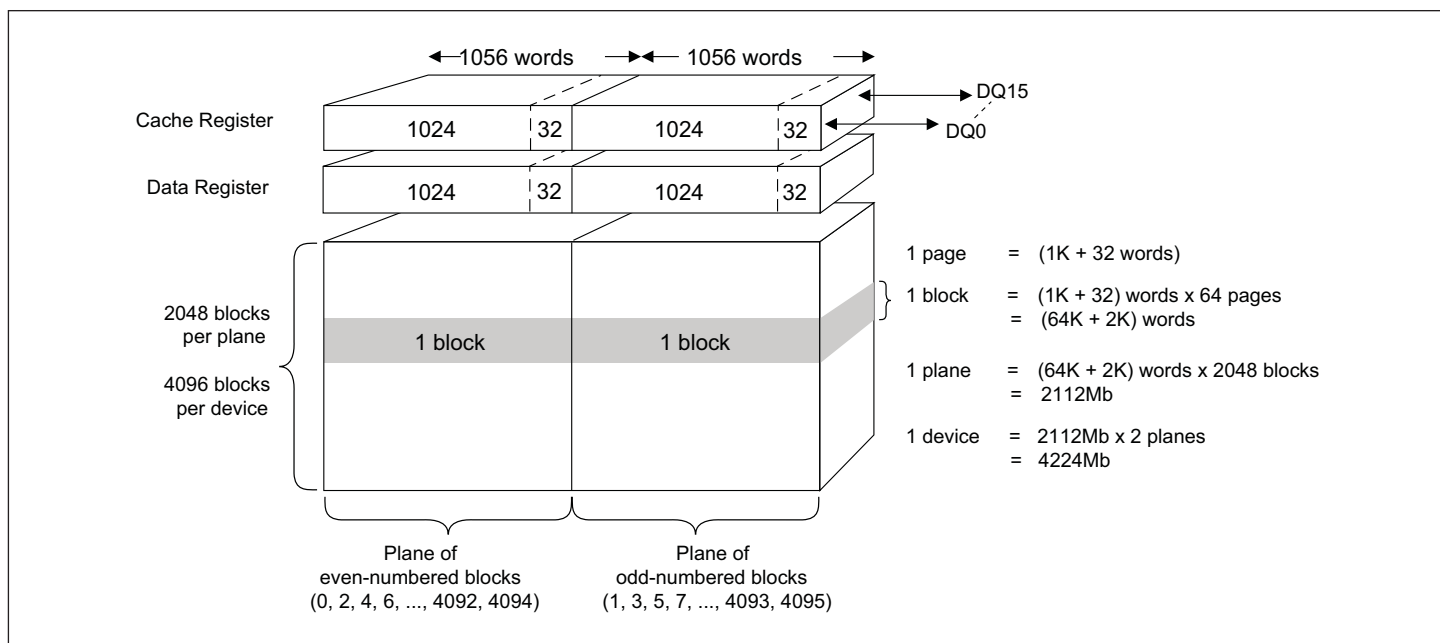 1056 words 1056 words
Cache Register
1024 32 1024 32
DQ15
DQ0
Data Register
1024 32 1024 32
2048 blocks
per plane
4096 blocks
per device
1 block 1 block
1 page = (1K + 32 words)
1 block = (1K + 32) words x 64 pages
= (64K + 2K) words
1 plane = (64K + 2K) words x 2048 blocks
= 2112Mb
1 device = 2112Mb x 2 planes
= 4224Mb
Plane of
even-numbered blocks
(0, 2, 4, 6, ..., 4092, 4094)
Plane of
odd-numbered blocks
(1, 3, 5, 7, ..., 4093, 4095)